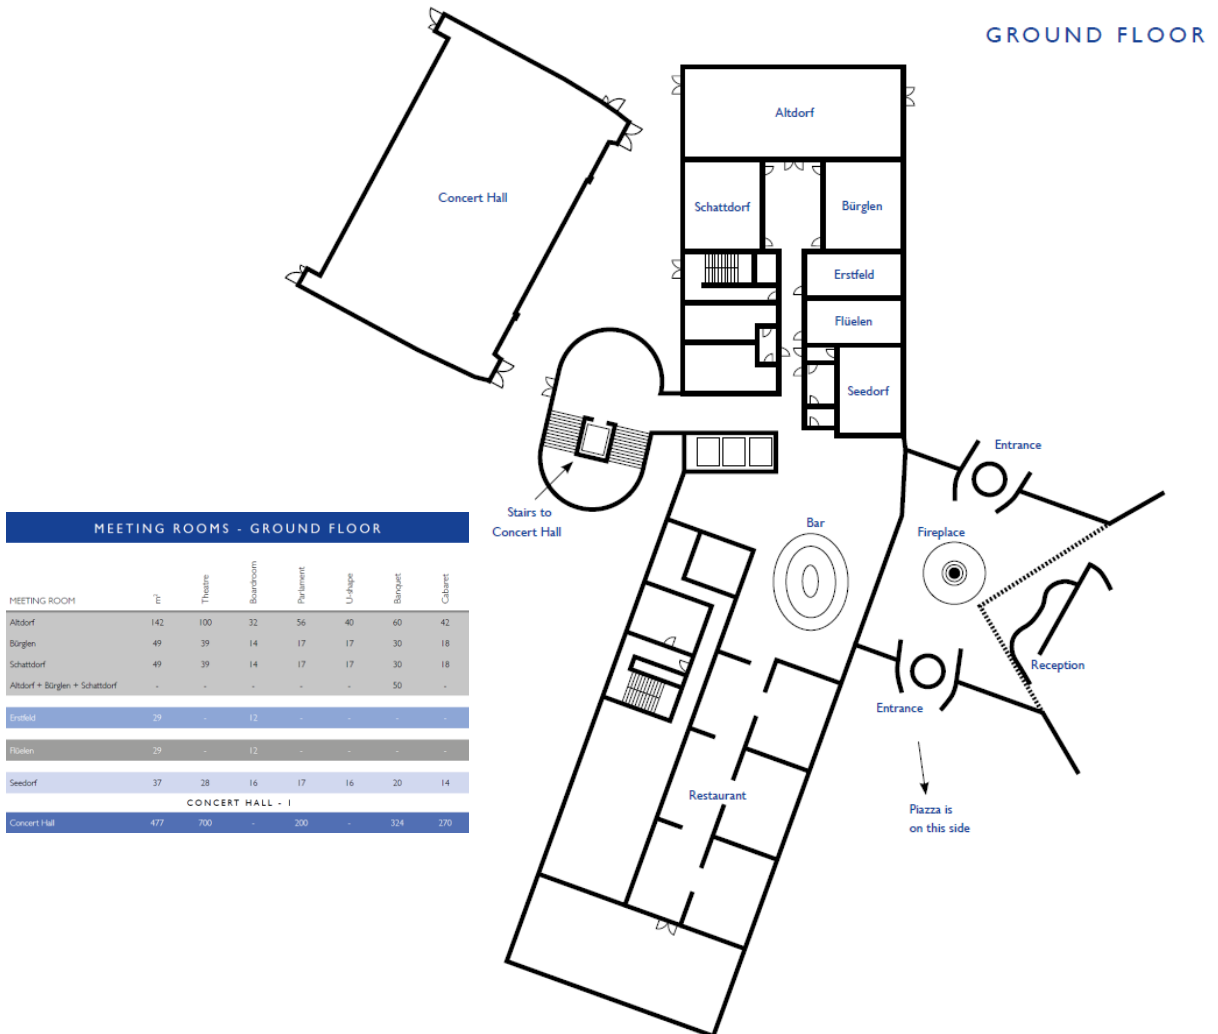 GROUND FLOOR
Altdorf
Concert Hall
Schattdorf
Bürglen
Erstfeld
Flüelen
Seedorf
Entrance
Stairs to
Concert Hall
Bar
Fireplace
Reception
Entrance
Restaurant
Piazza is
on this side
MEETING ROOMS - GROUND FLOOR
MEETING ROOM m² Theatre Boardroom Parlament U-shape Banquet Cabaret
Altdorf 142 100 32 56 40 60 42
Bürglen 49 39 14 17 17 30 18
Schattdorf 49 39 14 17 17 30 18
Altdorf + Bürglen + Schattdorf - - - - - 50 -
Erstfeld 29 - 12 - - - -
Flüelen 29 - 12 - - - -
Seedorf 37 28 16 17 16 20 14
CONCERT HALL - 1
Concert Hall 477 700 - 200 - 324 270